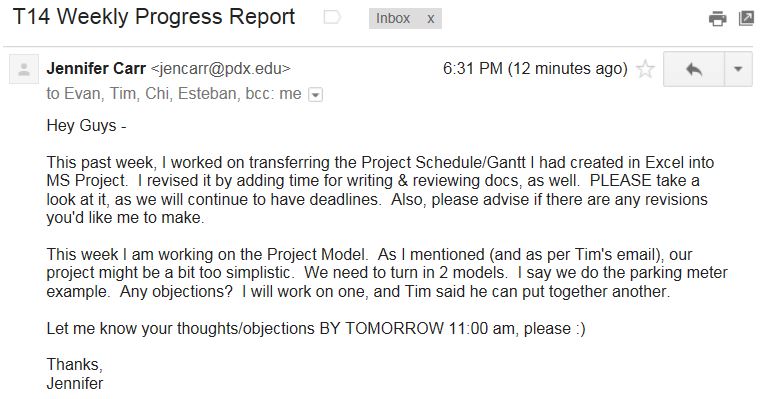 T14 Weekly Progress Report
Inbox x
Jennifer Carr <jencarr@pdx.edu>
6:31 PM (12 minutes ago)
to Evan, Tim, Chi, Esteban, bcc: me
Hey Guys -
This past week, I worked on transferring the Project Schedule/Gantt I had created in Excel into
MS Project.  I revised it by adding time for writing & reviewing docs, as well.  PLEASE take a
look at it, as we will continue to have deadlines.  Also, please advise if there are any revisions
you'd like me to make.
This week I am working on the Project Model.  As I mentioned (and as per Tim's email), our
project might be a bit too simplistic.  We need to turn in 2 models.  I say we do the parking meter
example.  Any objections?  I will work on one, and Tim said he can put together another.
Let me know your thoughts/objections BY TOMORROW 11:00 am, please :)
Thanks,
Jennifer